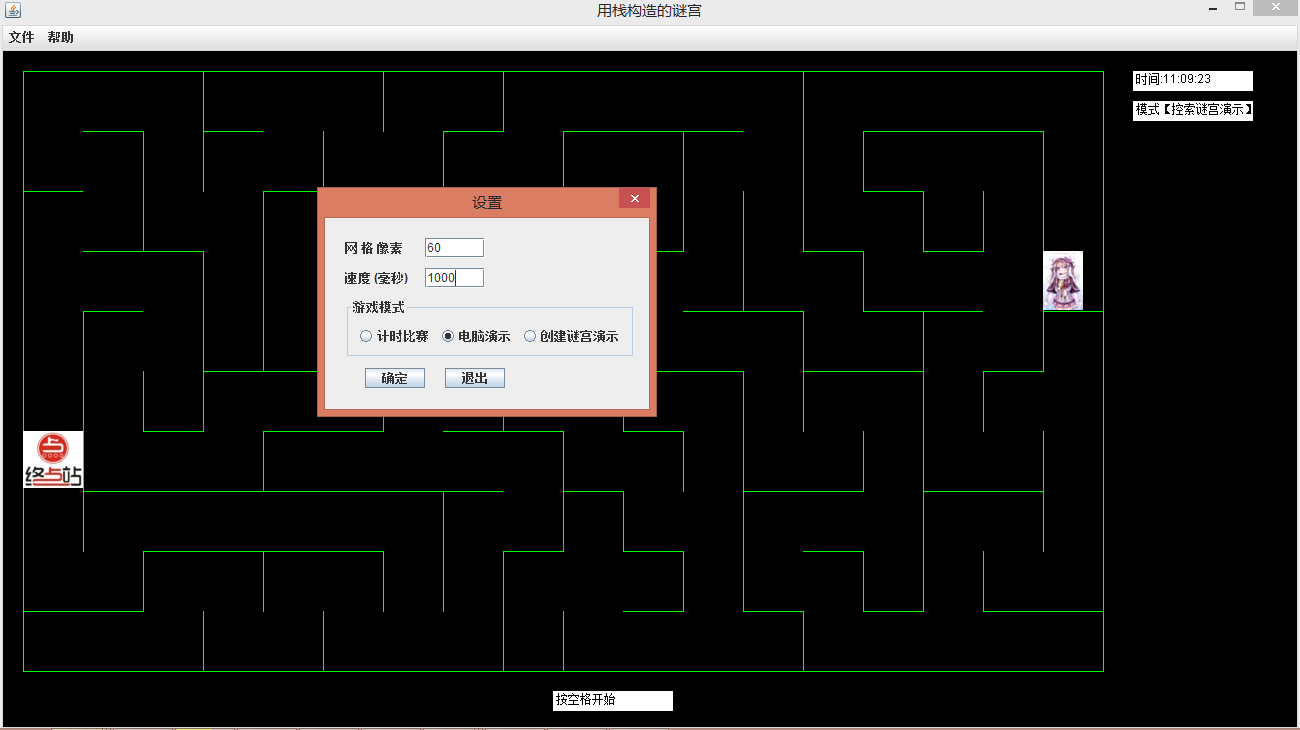 用栈构造的谜宫
文件 帮助
时间:11:09:23
模式【控索谜宫演示】
设置
网格像素 60
速度(毫秒) 1000
游戏模式
计时比赛 电脑演示 创建谜宫演示
确定 退出
终点站
按空格开始